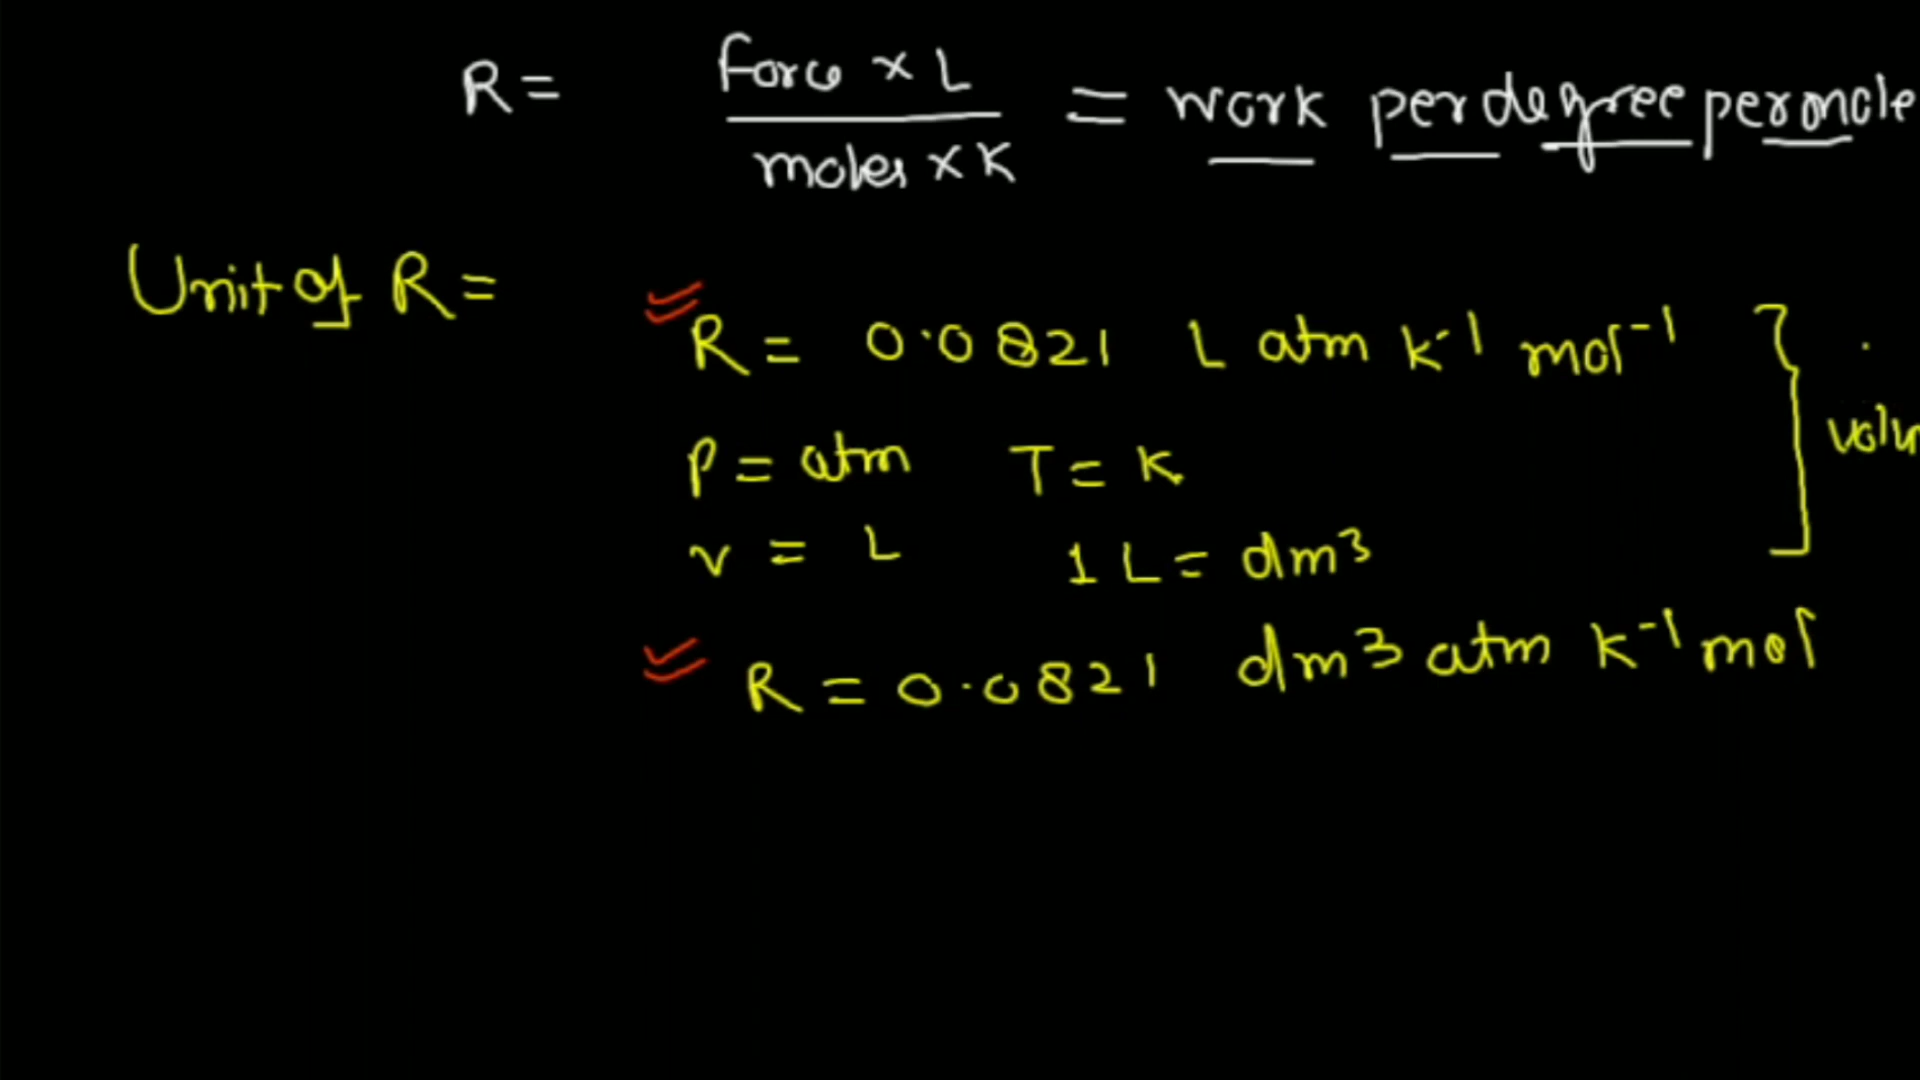 R = Force × L / moles × K = work per degree per mole
Unit of R =
R = 0.0821 L atm K-1 mol-1
P = atm T = K
v = L 1 L = dm3
R = 0.0821 dm3 atm K-1 mol